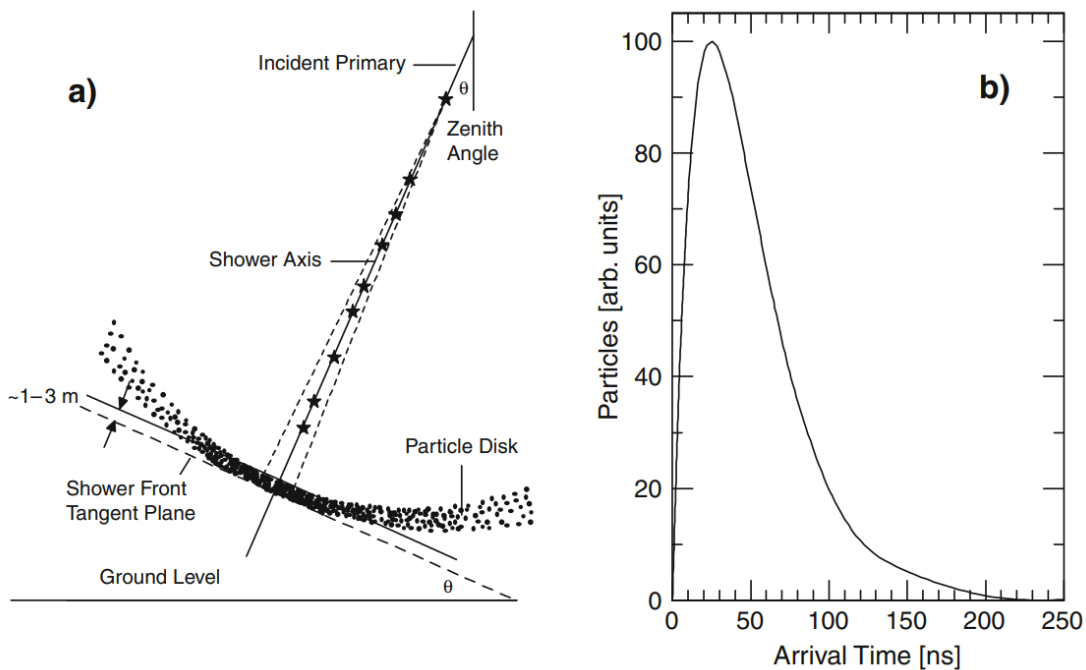 a)
Incident Primary
θ
Zenith
Angle
Shower Axis
~1–3 m
Particle Disk
Shower Front
Tangent Plane
Ground Level
θ
b)
Particles [arb. units]
100
80
60
40
20
0
0 50 100 150 200 250
Arrival Time [ns]